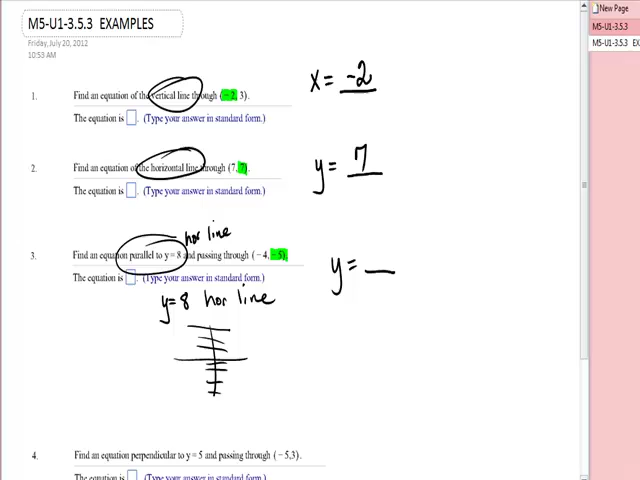 M5-U1-3.5.3 EXAMPLES
Friday, July 20, 2012
10:53 AM
New Page
M5-U1-3.5.3
M5-U1-3.5.3 EX
1. Find an equation of the vertical line through (−2, 3).
The equation is . (Type your answer in standard form.)
x = -2
2. Find an equation of the horizontal line through (7, 7).
The equation is . (Type your answer in standard form.)
y = 7
hor line
3. Find an equation parallel to y = 8 and passing through (−4, −5).
The equation is . (Type your answer in standard form.)
y = __
y=8 hor line
4. Find an equation perpendicular to y = 5 and passing through (−5,3).
The equation is . (Type your answer in standard form.)